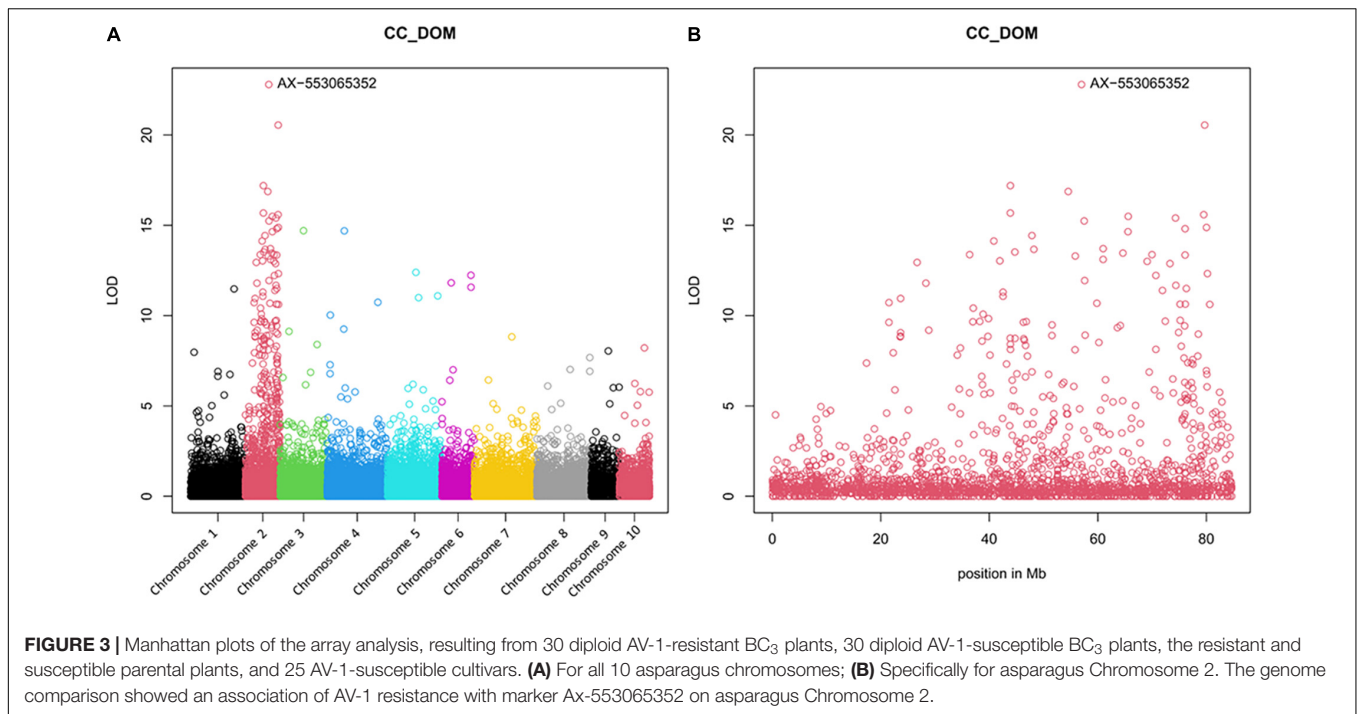 A
CC_DOM
AX−553065352
LOD
20
15
10
5
0
Chromosome 1
Chromosome 2
Chromosome 3
Chromosome 4
Chromosome 5
Chromosome 6
Chromosome 7
Chromosome 8
Chromosome 9
Chromosome 10
B
CC_DOM
AX−553065352
LOD
20
15
10
5
0
0 20 40 60 80
position in Mb
FIGURE 3 | Manhattan plots of the array analysis, resulting from 30 diploid AV-1-resistant BC₃ plants, 30 diploid AV-1-susceptible BC₃ plants, the resistant and
susceptible parental plants, and 25 AV-1-susceptible cultivars. (A) For all 10 asparagus chromosomes; (B) Specifically for asparagus Chromosome 2. The genome
comparison showed an association of AV-1 resistance with marker Ax-553065352 on asparagus Chromosome 2.